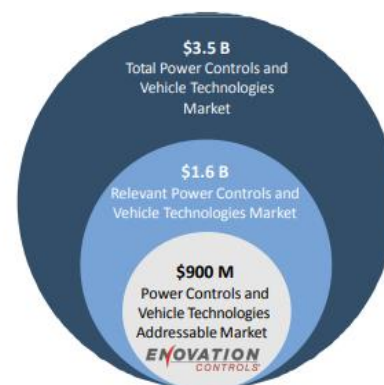 $3.5 B
Total Power Controls and
Vehicle Technologies
Market
$1.6 B
Relevant Power Controls and
Vehicle Technologies Market
$900 M
Power Controls and
Vehicle Technologies
Addressable Market
ENOVATION
CONTROLS